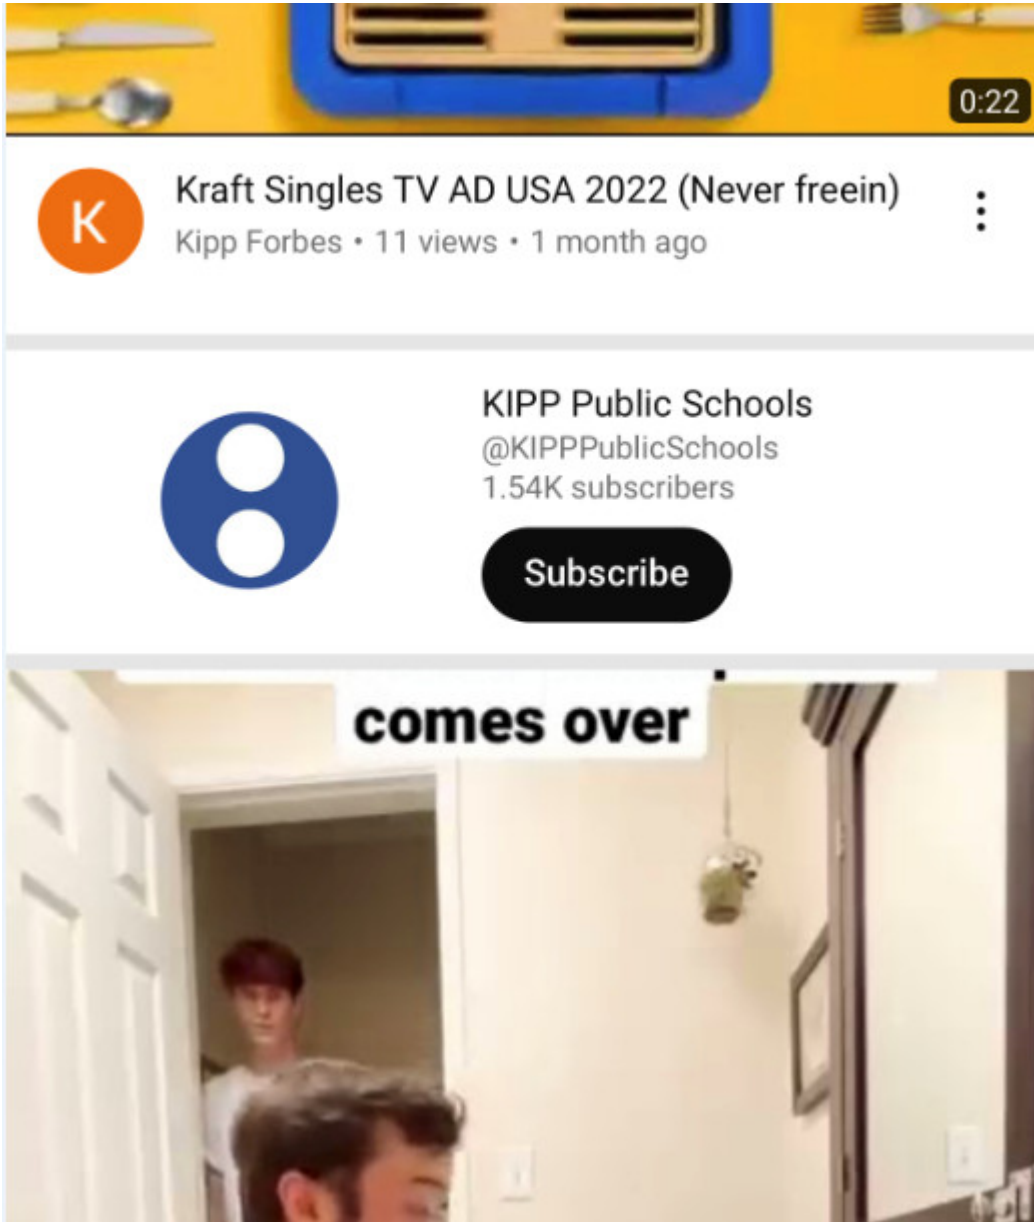 0:22
K
Kraft Singles TV AD USA 2022 (Never freein)
Kipp Forbes • 11 views • 1 month ago
KIPP Public Schools
@KIPPPublicSchools
1.54K subscribers
Subscribe
comes over